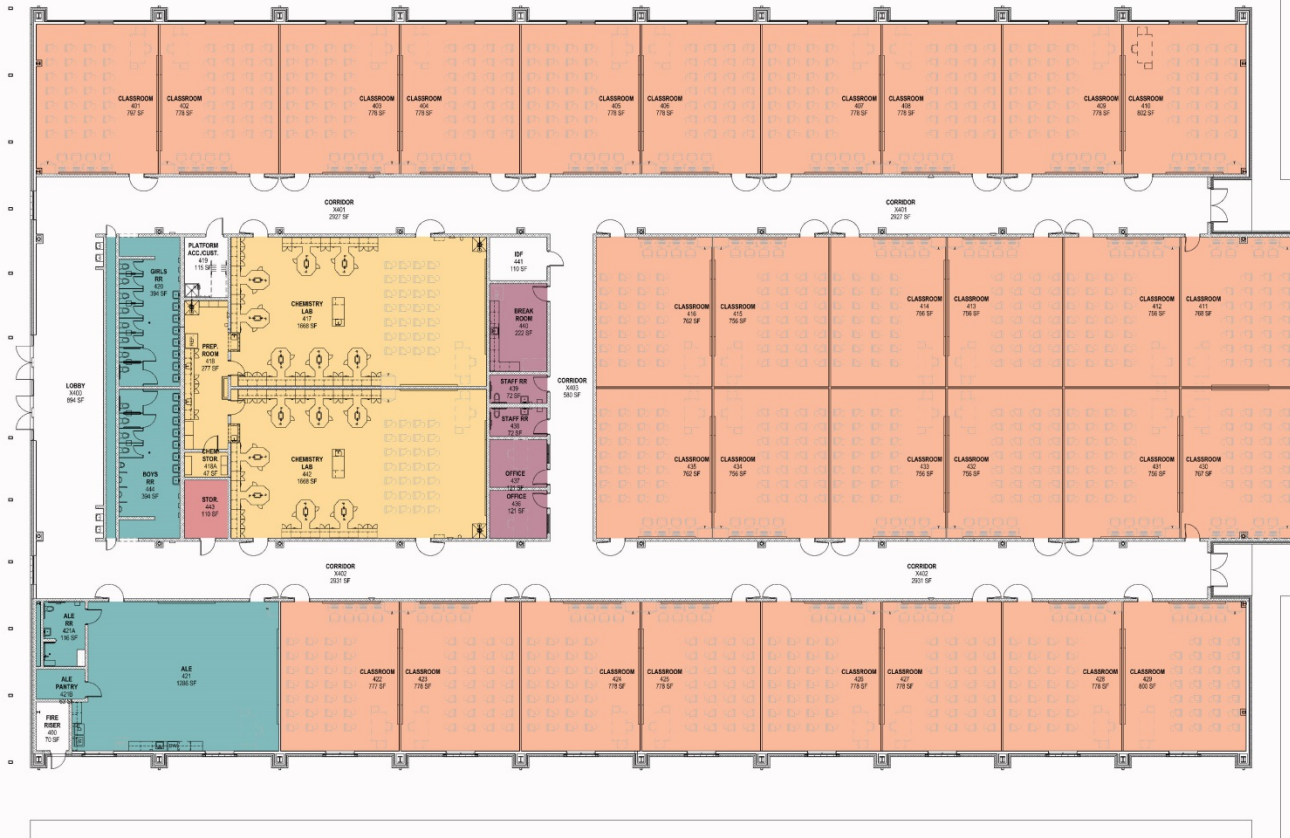 CLASSROOM
401
797 SF
CLASSROOM
402
778 SF
CLASSROOM
403
778 SF
CLASSROOM
404
778 SF
CLASSROOM
405
778 SF
CLASSROOM
406
778 SF
CLASSROOM
407
778 SF
CLASSROOM
408
778 SF
CLASSROOM
409
778 SF
CLASSROOM
410
802 SF
CORRIDOR
X401
2927 SF
CORRIDOR
X401
2927 SF
PLATFORM
ACC./CUST.
419
115 SF
GIRLS
RR
420
394 SF
IDF
441
110 SF
CHEMISTRY
LAB
417
1668 SF
BREAK
ROOM
440
222 SF
CLASSROOM
416
762 SF
CLASSROOM
415
756 SF
CLASSROOM
414
756 SF
CLASSROOM
413
756 SF
CLASSROOM
412
756 SF
CLASSROOM
411
768 SF
PREP.
ROOM
418
277 SF
LOBBY
X400
894 SF
STAFF RR
439
72 SF
CORRIDOR
X403
580 SF
STAFF RR
438
72 SF
CHEM
STOR.
418A
47 SF
BOYS
RR
444
394 SF
CHEMISTRY
LAB
442
1668 SF
OFFICE
437
121 SF
OFFICE
436
121 SF
STOR.
443
118 SF
CLASSROOM
435
762 SF
CLASSROOM
434
756 SF
CLASSROOM
433
756 SF
CLASSROOM
432
756 SF
CLASSROOM
431
756 SF
CLASSROOM
430
767 SF
CORRIDOR
X402
2931 SF
CORRIDOR
X402
2931 SF
ALE
RR
421A
ALE
421
ALE
PANTRY
421B
FIRE
RISER
400
70 SF
CLASSROOM
422
777 SF
CLASSROOM
423
778 SF
CLASSROOM
424
778 SF
CLASSROOM
425
778 SF
CLASSROOM
426
778 SF
CLASSROOM
427
778 SF
CLASSROOM
428
778 SF
CLASSROOM
429
800 SF